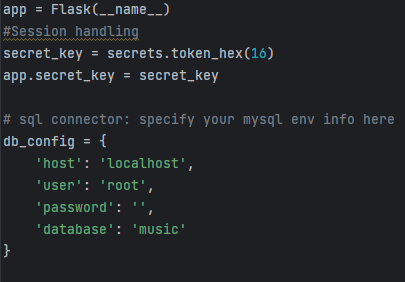 app = Flask(__name__)
#Session handling
secret_key = secrets.token_hex(16)
app.secret_key = secret_key
# sql connector: specify your mysql env info here
db_config = {
    'host': 'localhost',
    'user': 'root',
    'password': '',
    'database': 'music'
}